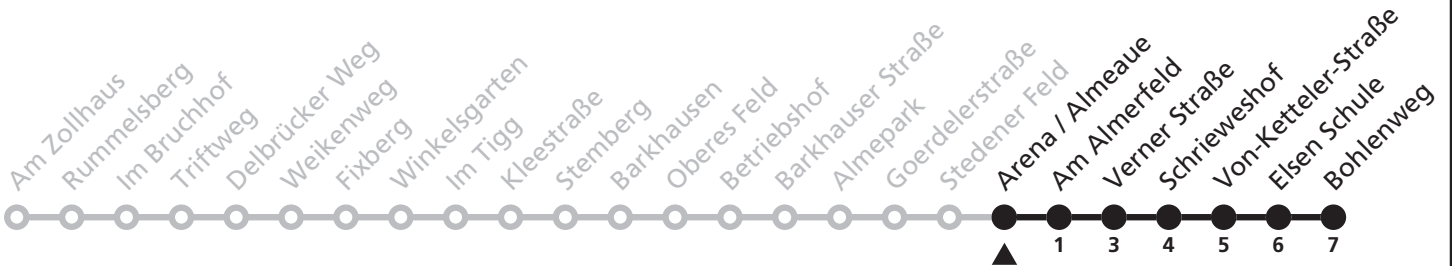 Am Zollhaus
Rummelsberg
Im Bruchhof
Triftweg
Delbrücker Weg
Weikenweg
Fixberg
Winkelsgarten
Im Tigg
Kleestraße
Stemberg
Barkhausen
Oberes Feld
Betriebshof
Barkhauser Straße
Almepark
Goerdelerstraße
Stedener Feld
Arena / Almeaue
Am Almerfeld
Verner Straße
Schrieweshof
Von-Ketteler-Straße
Elsen Schule
Bohlenweg
1 3 4 5 6 7